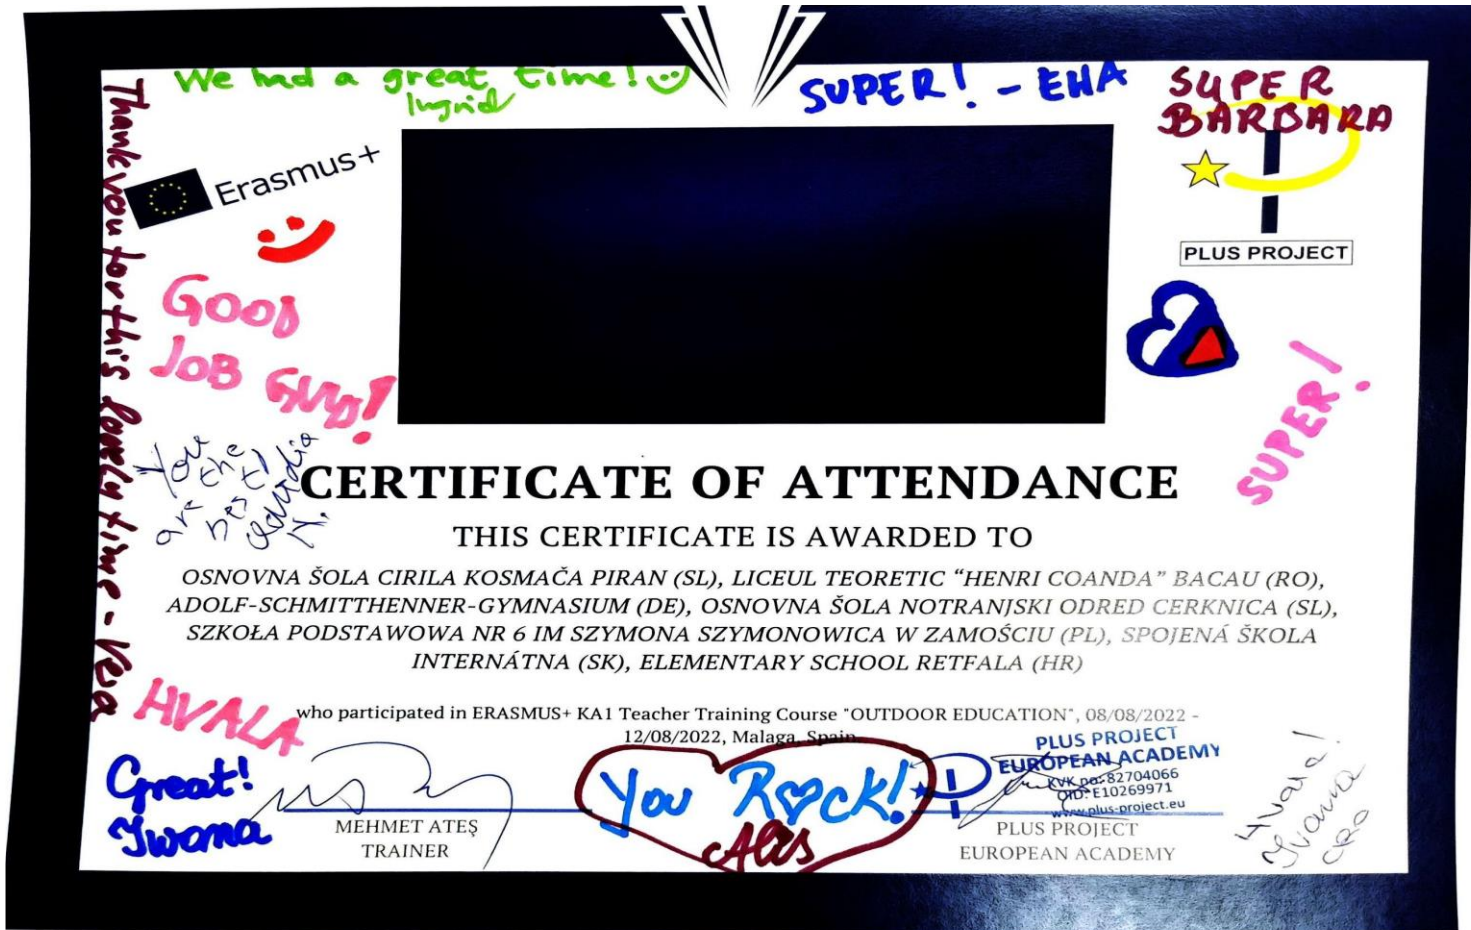 We had a great time!
Ingrid
SUPER! - EWA
SUPER
BARBARA
Erasmus+
PLUS PROJECT
Thank you for this lovely time - Vesa
GOOD
JOB
SUPER!
You
are the
best!
CERTIFICATE OF ATTENDANCE
THIS CERTIFICATE IS AWARDED TO
OSNOVNA ŠOLA CIRILA KOSMAČA PIRAN (SL), LICEUL TEORETIC “HENRI COANDA” BACAU (RO),
ADOLF-SCHMITTHENNER-GYMNASIUM (DE), OSNOVNA ŠOLA NOTRANJSKI ODRED CERKNICA (SL),
SZKOŁA PODSTAWOWA NR 6 IM SZYMONA SZYMONOWICA W ZAMOŚCIU (PL), SPOJENÁ ŠKOLA
INTERNÁTNA (SK), ELEMENTARY SCHOOL RETFALA (HR)
HVALA
who participated in ERASMUS+ KA1 Teacher Training Course "OUTDOOR EDUCATION", 08/08/2022 -
12/08/2022, Malaga, Spain
PLUS PROJECT
EUROPEAN ACADEMY
KVK no: 82704066
OID: E10269971
www.plus-project.eu
Great!
Iwona
You Rock!
Alis
MEHMET ATEŞ
TRAINER
PLUS PROJECT
EUROPEAN ACADEMY
Hvala!
Ivanka
CRO